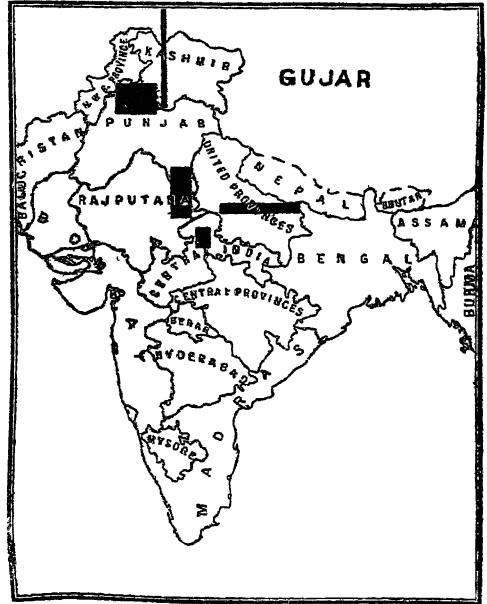 GUJAR
KASHMIR
N.W. PROVINCE
PUNJAB
BALUCHISTAN
UNITED PROVINCES
NEPAL
BHUTAN
RAJPUTANA
ASSAM
CENTRAL INDIA
BENGAL
BURMA
CENTRAL PROVINCES
BERAR
HYDERABAD
MADRAS
MYSORE